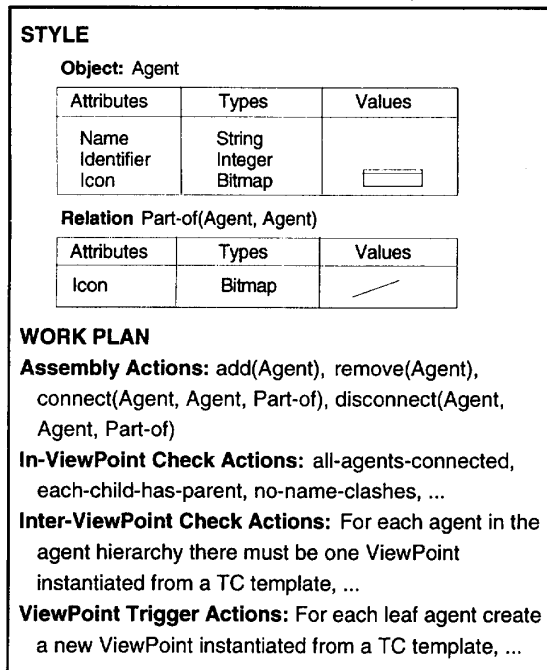 STYLE
Object: Agent
Attributes Types Values
Name String
Identifier Integer
Icon Bitmap
Relation Part-of(Agent, Agent)
Attributes Types Values
Icon Bitmap
WORK PLAN
Assembly Actions: add(Agent), remove(Agent),
connect(Agent, Agent, Part-of), disconnect(Agent,
Agent, Part-of)
In-ViewPoint Check Actions: all-agents-connected,
each-child-has-parent, no-name-clashes, ...
Inter-ViewPoint Check Actions: For each agent in the
agent hierarchy there must be one ViewPoint
instantiated from a TC template, ...
ViewPoint Trigger Actions: For each leaf agent create
a new ViewPoint instantiated from a TC template, ...